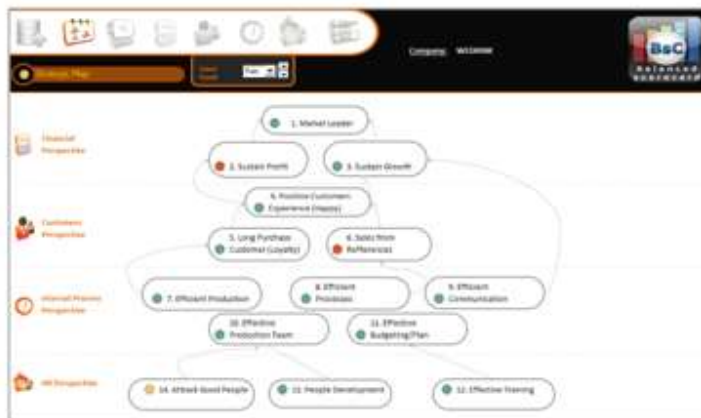 Company: WISDOM
BSC
balanced
scorecard
Strategic Map
Financial
Perspective
1. Market Leader
2. Sustain Profit
3. Sustain Growth
4. Positive Customers
Experience (Happy)
Customers
Perspective
5. Long Purchase
Customer (Loyalty)
6. Sales from
Refferences
Internal Process
Perspective
7. Efficient Production
8. Efficient
Processes
9. Efficient
Communication
10. Effective
Production Team
11. Effective
Budgeting/Plan
HR Perspective
14. Attract Good People
13. People Development
12. Effective Training